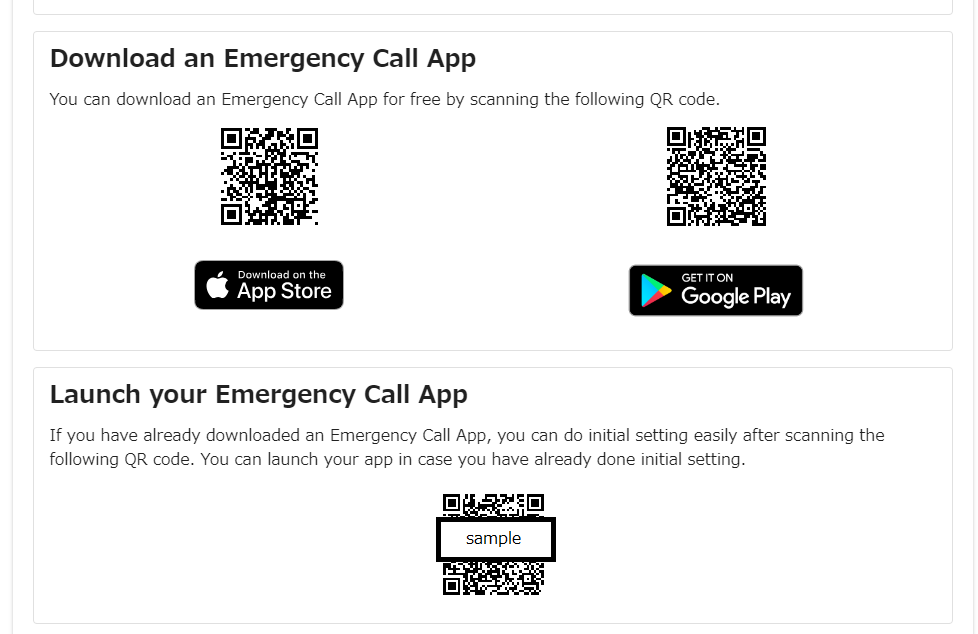 Download an Emergency Call App
You can download an Emergency Call App for free by scanning the following QR code.
Download on the
App Store
GET IT ON
Google Play
Launch your Emergency Call App
If you have already downloaded an Emergency Call App, you can do initial setting easily after scanning the
following QR code. You can launch your app in case you have already done initial setting.
sample